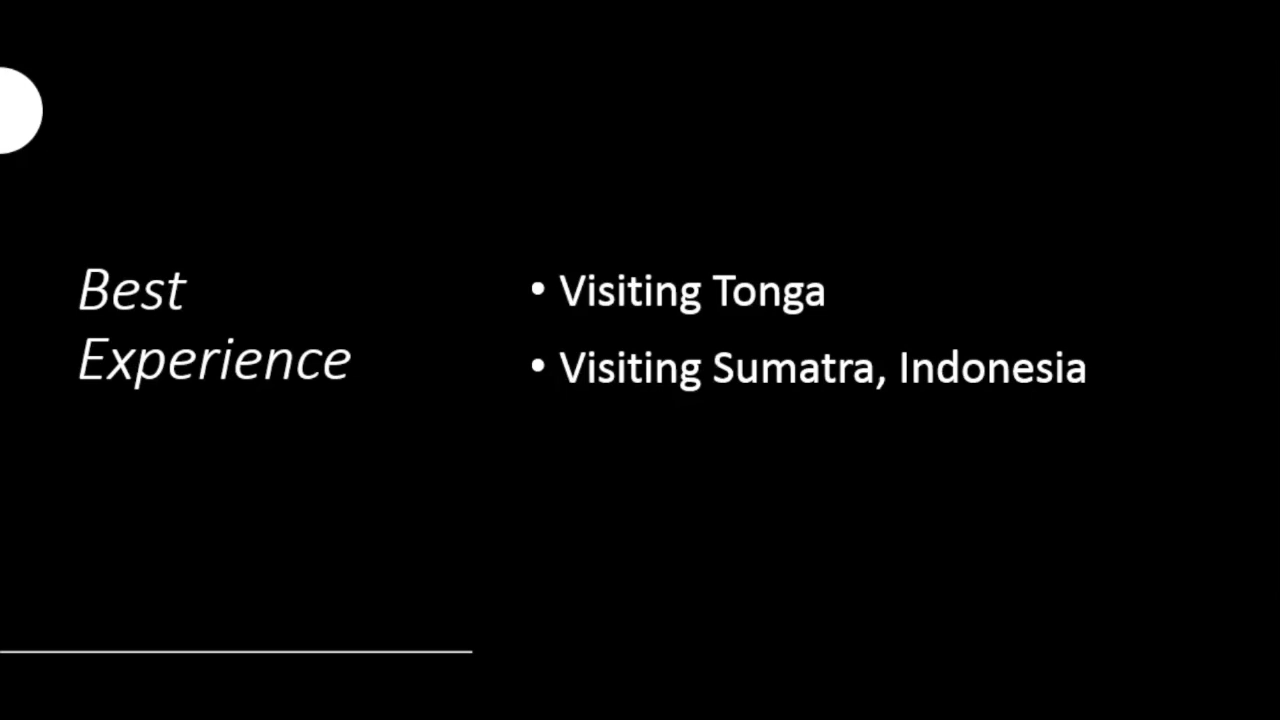 Best
Experience
• Visiting Tonga
• Visiting Sumatra, Indonesia